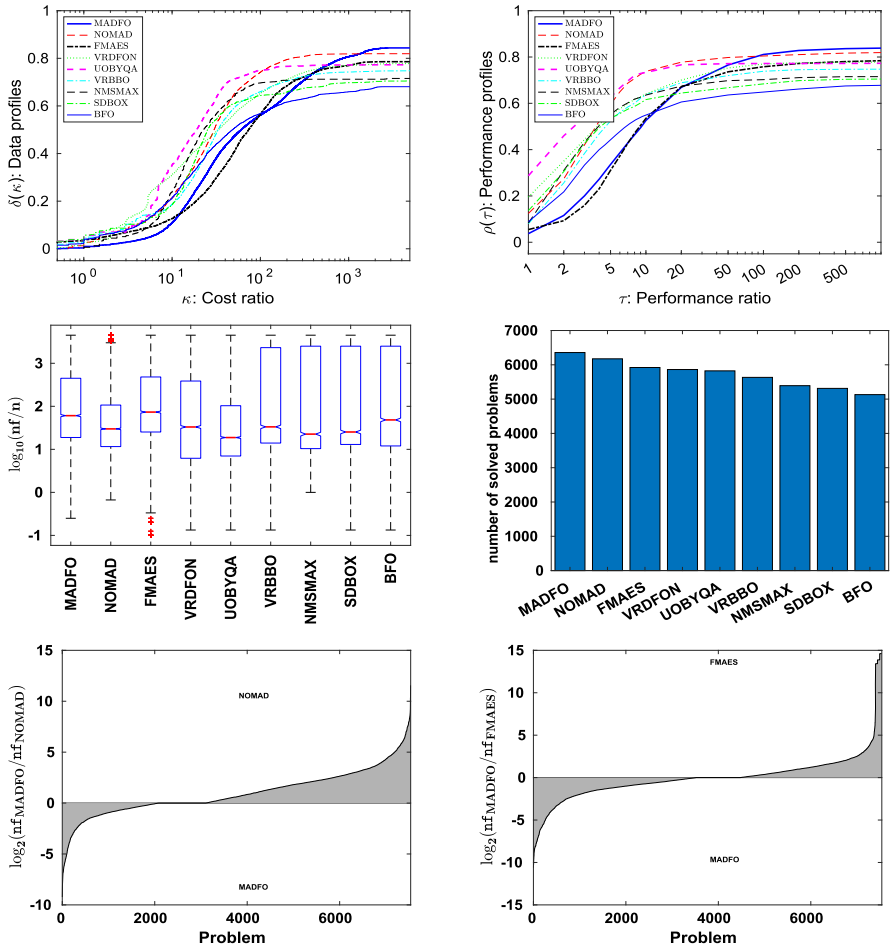 MADFO
NOMAD
FMAES
VRDFON
UOBYQA
VRBBO
NMSMAX
SDBOX
BFO
δ(κ): Data profiles
0
0.2
0.4
0.6
0.8
1
10^0
10^1
10^2
10^3
κ: Cost ratio
MADFO
NOMAD
FMAES
VRDFON
UOBYQA
VRBBO
NMSMAX
SDBOX
BFO
ρ(τ): Performance profiles
0
0.2
0.4
0.6
0.8
1
1
2
5
10
20
50
100
200
500
τ: Performance ratio
log10(nf/n)
3
2
1
0
-1
MADFO
NOMAD
FMAES
VRDFON
UOBYQA
VRBBO
NMSMAX
SDBOX
BFO
number of solved problems
7000
6000
5000
4000
3000
2000
1000
0
MADFO
NOMAD
FMAES
VRDFON
UOBYQA
VRBBO
NMSMAX
SDBOX
BFO
log2(nfMADFO/nfNOMAD)
15
10
5
0
-5
-10
NOMAD
MADFO
0
2000
4000
6000
Problem
log2(nfMADFO/nfFMAES)
15
10
5
0
-5
-10
-15
FMAES
MADFO
0
2000
4000
6000
Problem